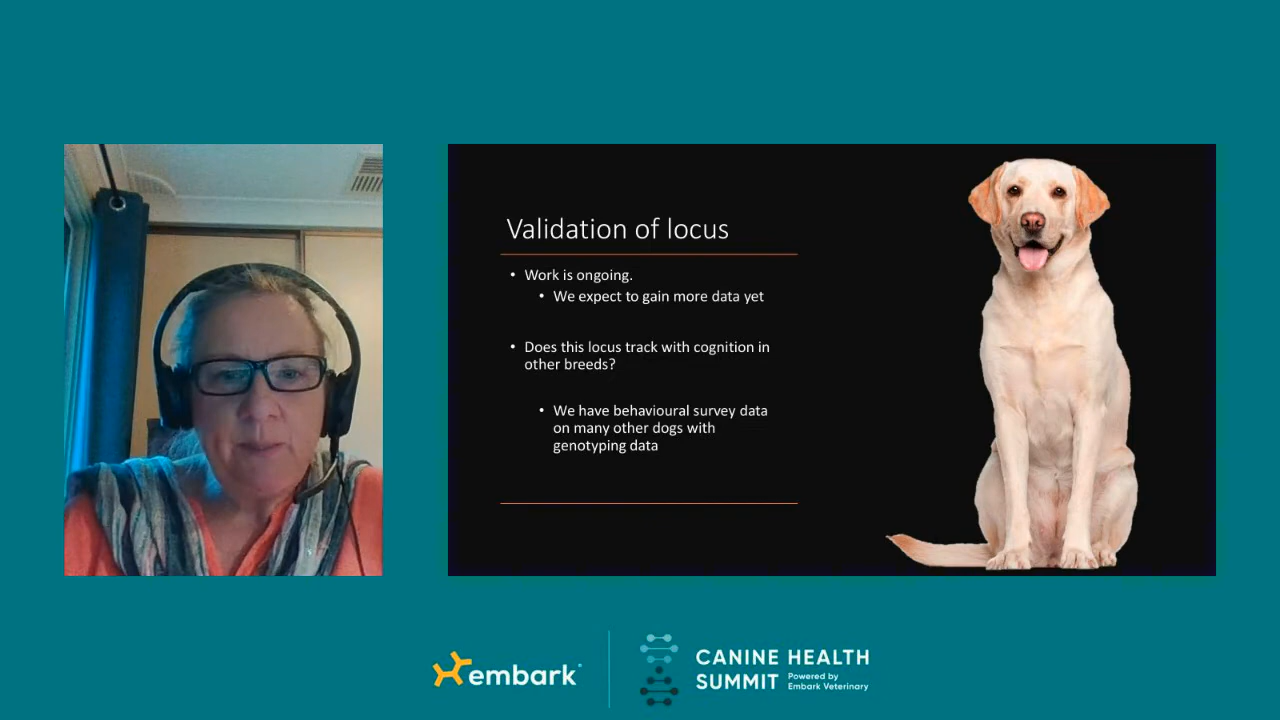 Validation of locus
• Work is ongoing.
• We expect to gain more data yet
• Does this locus track with cognition in
other breeds?
• We have behavioural survey data
on many other dogs with
genotyping data
embark
CANINE HEALTH
SUMMIT
Powered by
Embark Veterinary